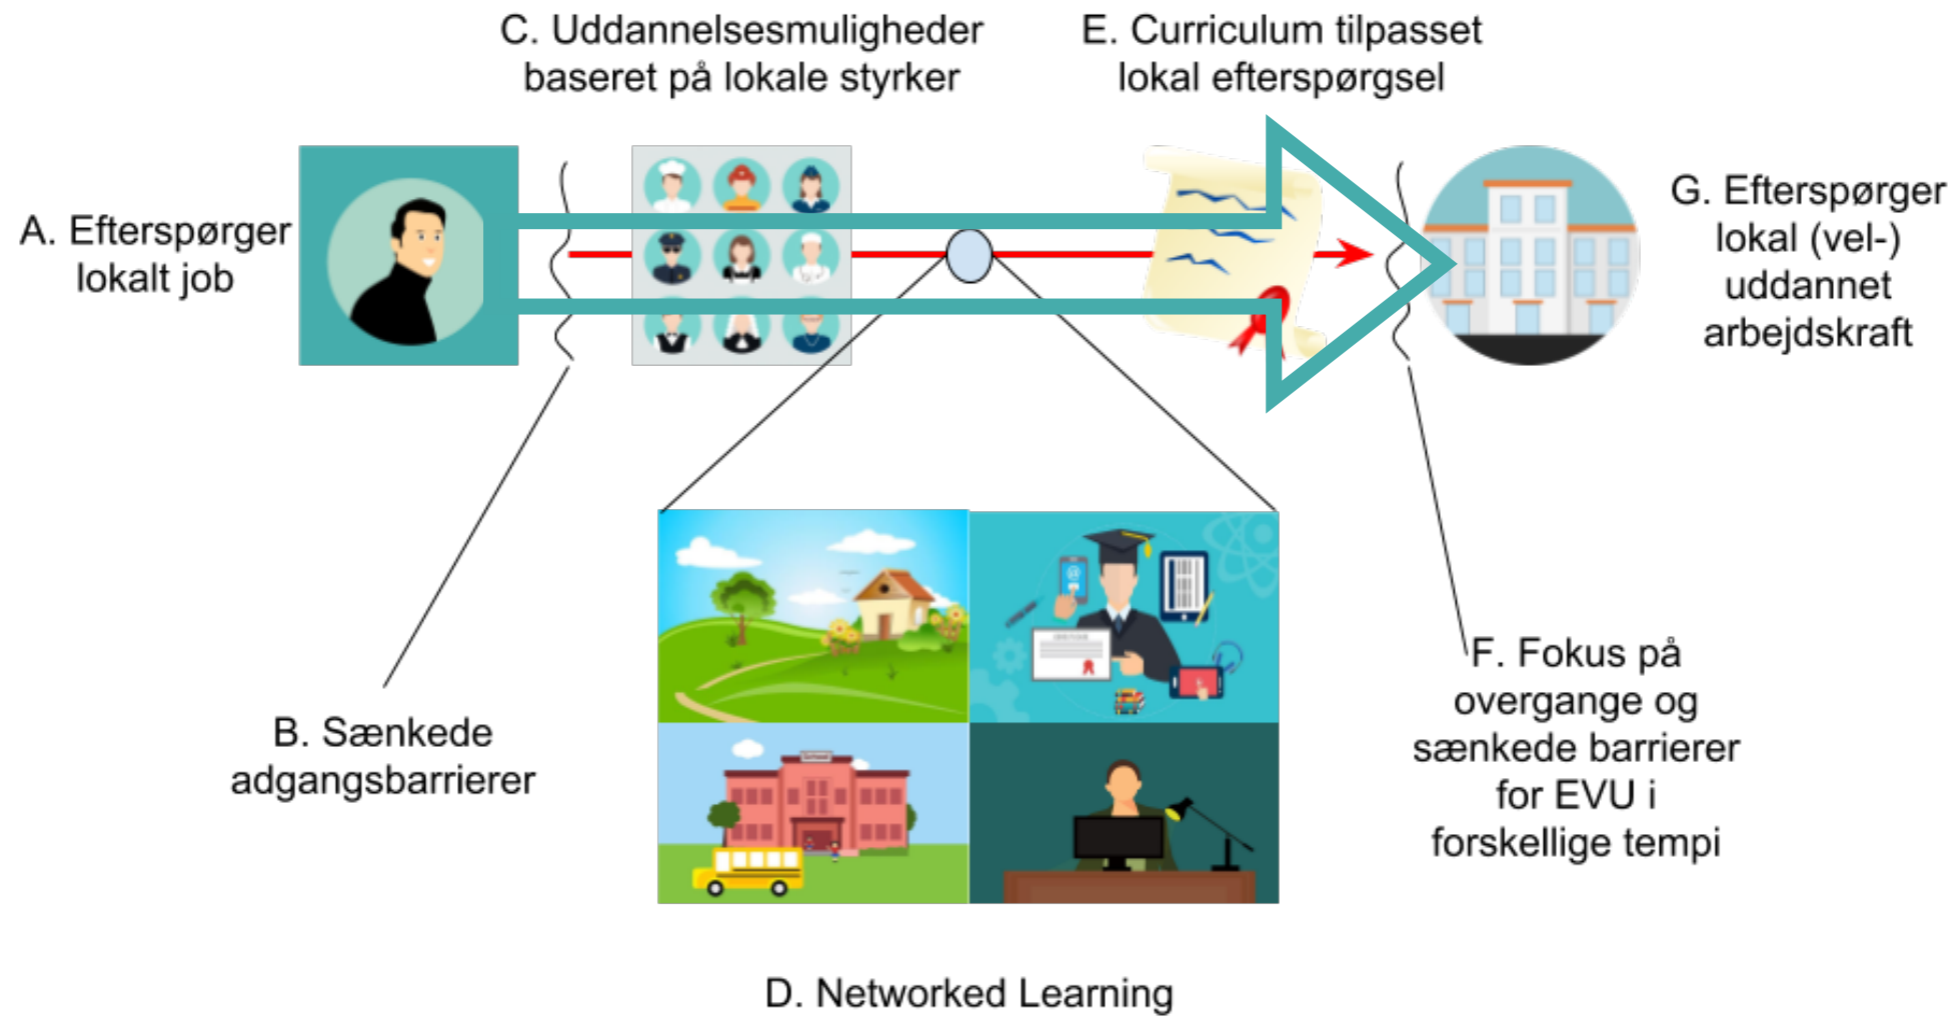 C. Uddannelsesmuligheder
baseret på lokale styrker
E. Curriculum tilpasset
lokal efterspørgsel
A. Efterspørger
lokalt job
G. Efterspørger
lokal (vel-)
uddannet
arbejdskraft
B. Sænkede
adgangsbarrierer
F. Fokus på
overgange og
sænkede barrierer
for EVU i
forskellige tempi
D. Networked Learning